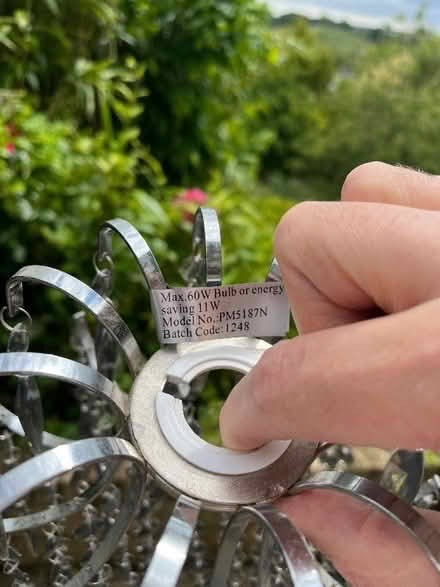 Max.60W Bulb or energy
saving 11W
Model No.:PM5187N
Batch Code:1248